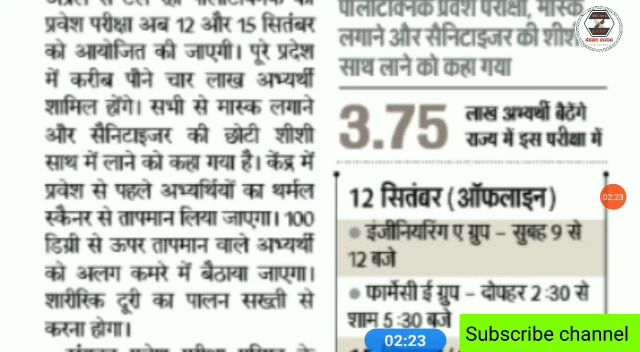 प्रवेश परीक्षा अब 12 और 15 सितंबर
को आयोजित की जाएगी। पूरे प्रदेश
में करीब पौने चार लाख अभ्यर्थी
शामिल होंगे। सभी से मास्क लगाने
और सैनिटाइजर की छोटी शीशी
साथ में लाने को कहा गया है। केंद्र में
प्रवेश से पहले अभ्यर्थियों का थर्मल
स्कैनर से तापमान लिया जाएगा। 100
डिग्री से ऊपर तापमान वाले अभ्यर्थी
को अलग कमरे में बैठाया जाएगा।
शारीरिक दूरी का पालन सख्ती से
करना होगा।
पॉलीटेक्निक प्रवेश परीक्षा, मास्क
लगाने और सैनिटाइजर की शीशी
साथ लाने को कहा गया
3.75 लाख अभ्यर्थी बैठेंगे
राज्य में इस परीक्षा में
12 सितंबर (ऑफलाइन)
इंजीनियरिंग ए ग्रुप – सुबह 9 से
12 बजे
फार्मेसी ई ग्रुप – दोपहर 2:30 से
शाम 5:30 बजे
02:23
02:23
Subscribe channel